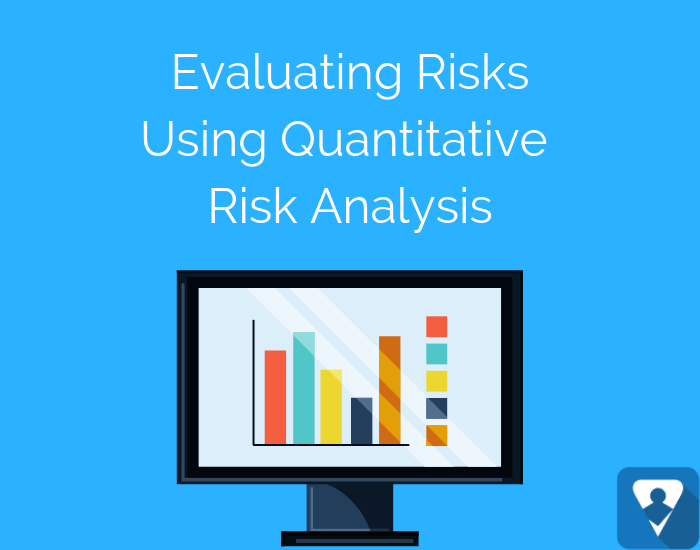 Evaluating Risks
Using Quantitative
Risk Analysis